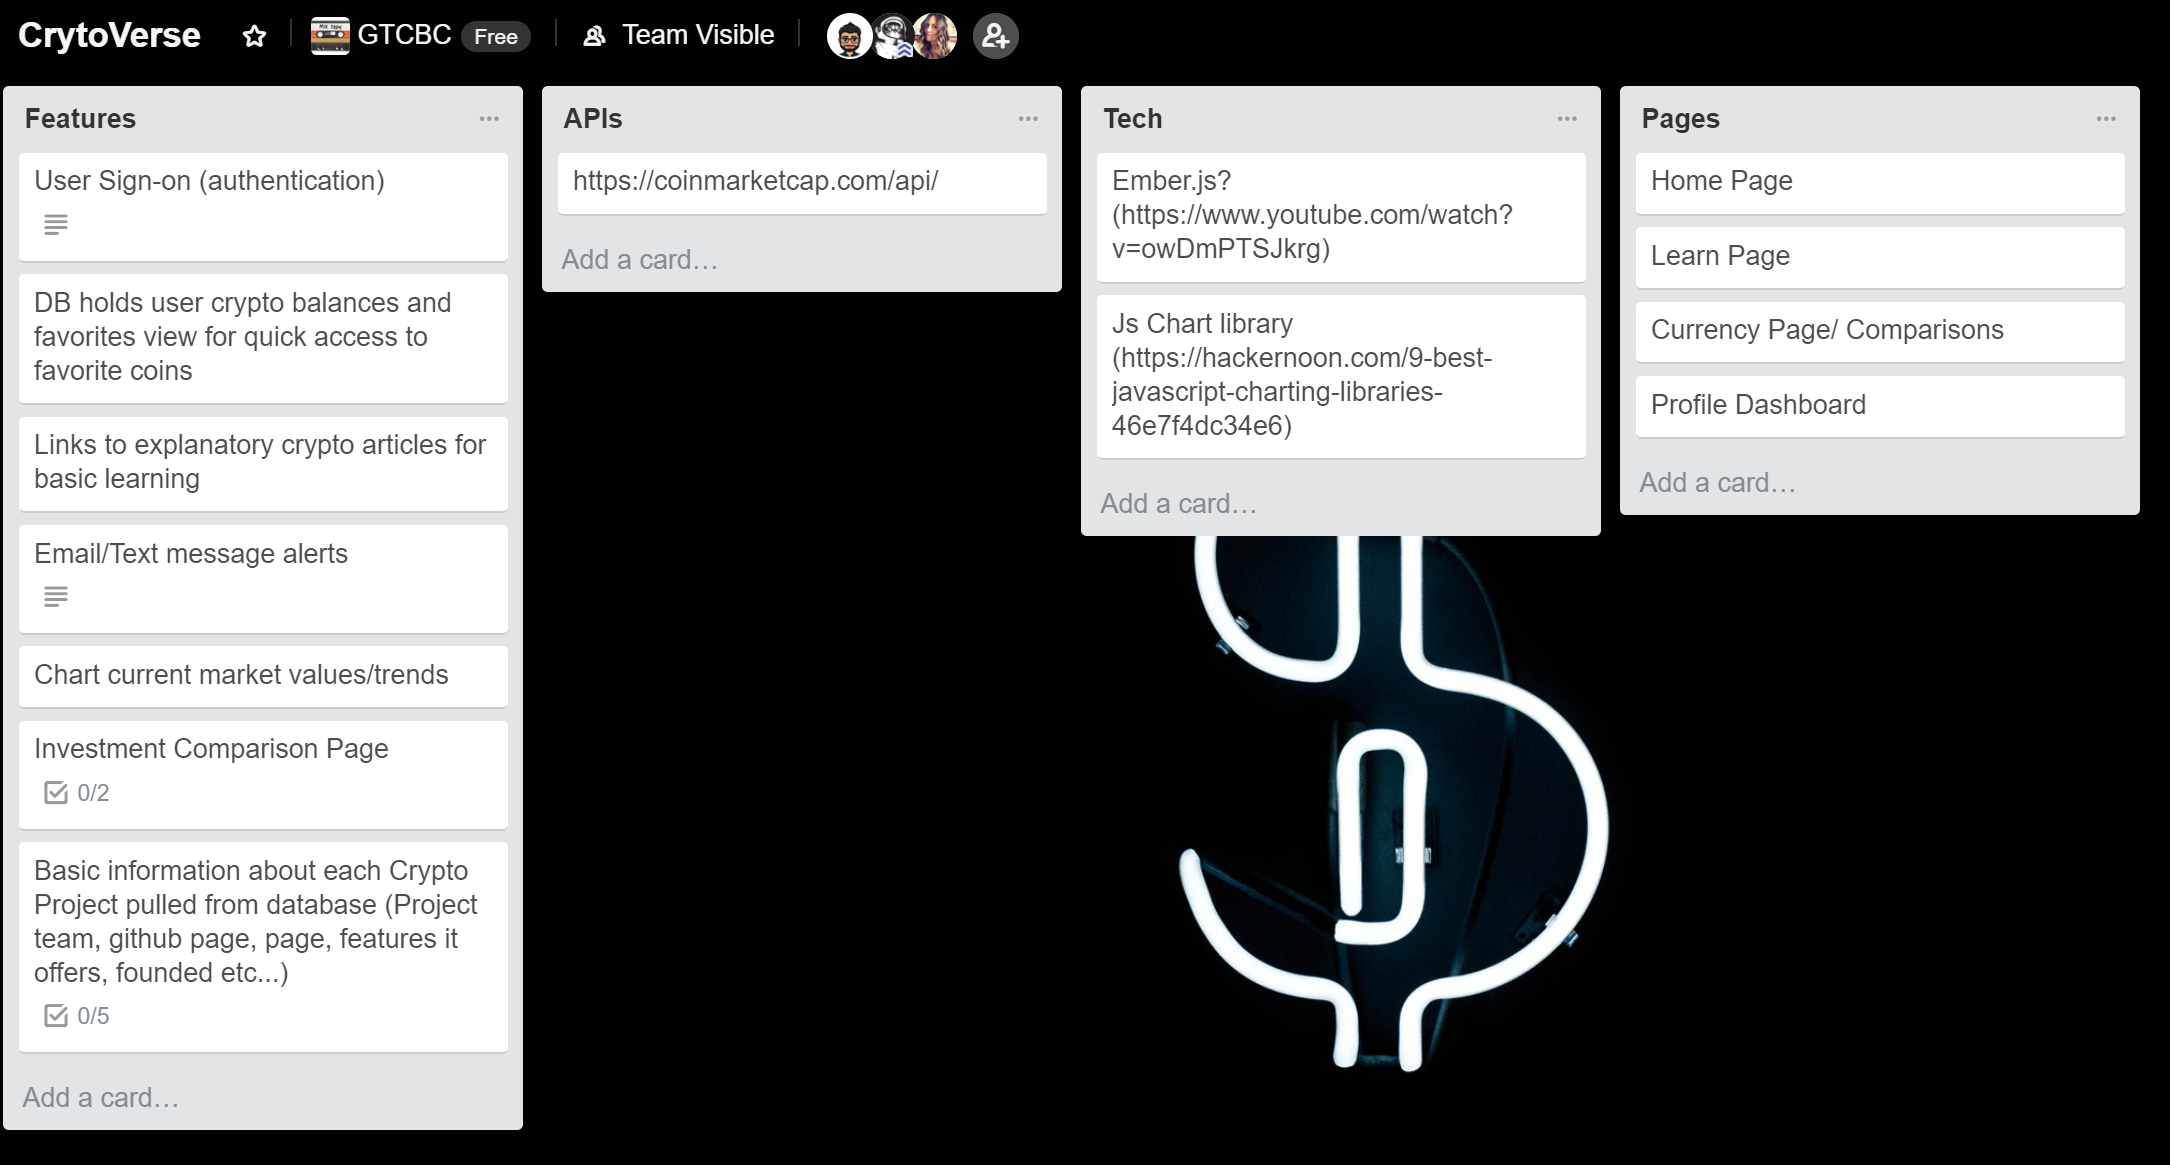 CrytoVerse
GTCBC
Free
Team Visible
Features
User Sign-on (authentication)
DB holds user crypto balances and
favorites view for quick access to
favorite coins
Links to explanatory crypto articles for
basic learning
Email/Text message alerts
Chart current market values/trends
Investment Comparison Page
0/2
Basic information about each Crypto
Project pulled from database (Project
team, github page, page, features it
offers, founded etc...)
0/5
Add a card…
APIs
https://coinmarketcap.com/api/
Add a card…
Tech
Ember.js?
(https://www.youtube.com/watch?
v=owDmPTSJkrg)
Js Chart library
(https://hackernoon.com/9-best-
javascript-charting-libraries-
46e7f4dc34e6)
Add a card…
Pages
Home Page
Learn Page
Currency Page/ Comparisons
Profile Dashboard
Add a card…